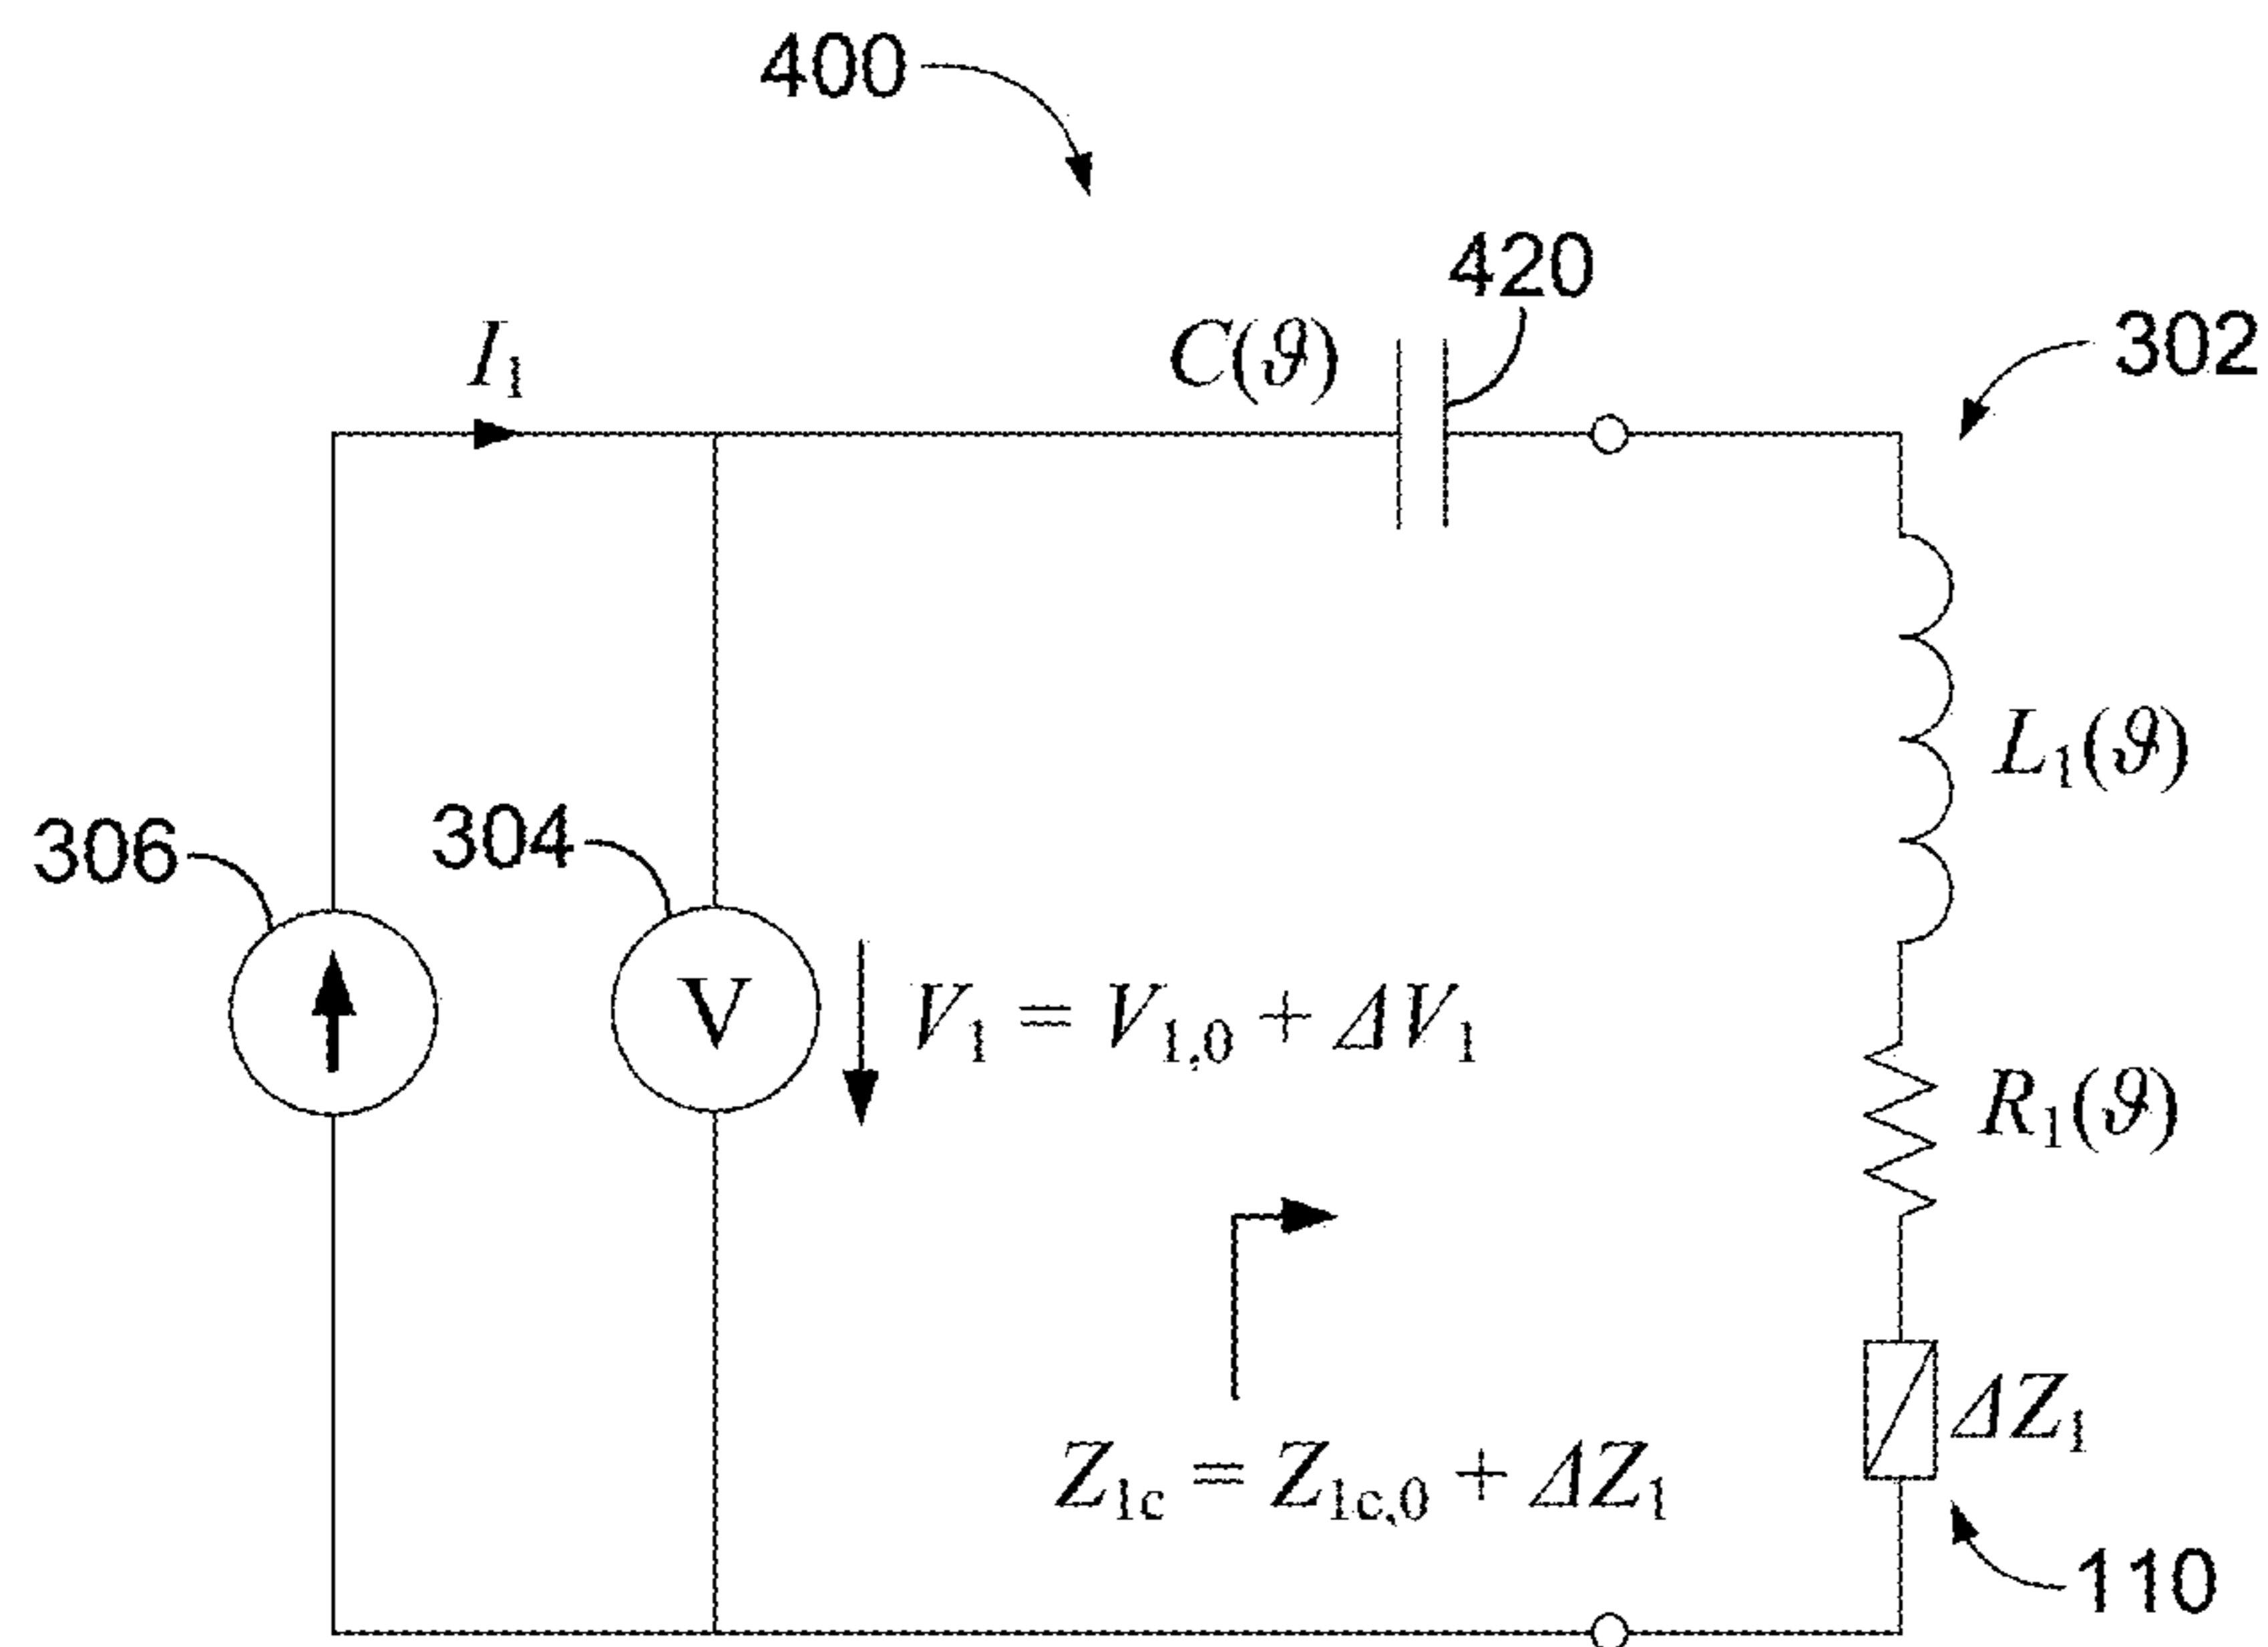 400
420
302
I₁
C(ϑ)
L₁(ϑ)
306
304
V
V₁ = V₁,₀ + ΔV₁
R₁(ϑ)
Z₁c = Z₁c,₀ + ΔZ₁
ΔZ₁
110